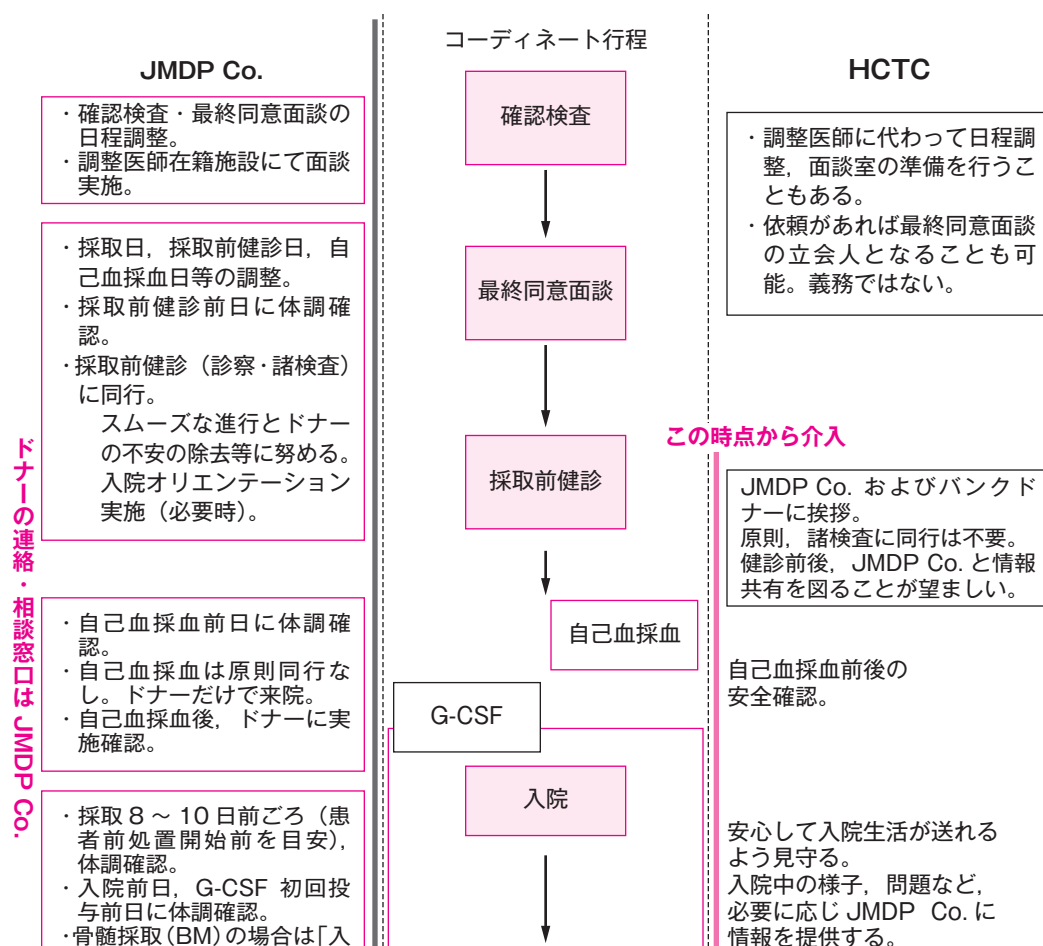 コーディネート行程
JMDP Co.
HCTC
・確認検査・最終同意面談の
日程調整。
・調整医師在籍施設にて面談
実施。
・採取日，採取前健診日，自
己血採血日等の調整。
・採取前健診前日に体調確
認。
・採取前健診（診察・諸検査）
に同行。
スムーズな進行とドナー
の不安の除去等に努める。
入院オリエンテーション
実施（必要時）。
・自己血採血前日に体調確
認。
・自己血採血は原則同行な
し。ドナーだけで来院。
・自己血採血後，ドナーに実
施確認。
・採取 8 ～ 10 日前ごろ（患
者前処置開始前を目安），
体調確認。
・入院前日，G-CSF 初回投
与前日に体調確認。
・骨髄採取（BM）の場合は「入
ドナーの連絡・相談窓口は JMDP Co.
確認検査
最終同意面談
採取前健診
自己血採血
G-CSF
入院
・調整医師に代わって日程調
整，面談室の準備を行うこ
ともある。
・依頼があれば最終同意面談
の立会人となることも可
能。義務ではない。
この時点から介入
JMDP Co. およびバンクド
ナーに挨拶。
原則，諸検査に同行は不要。
健診前後，JMDP Co. と情報
共有を図ることが望ましい。
自己血採血前後の
安全確認。
安心して入院生活が送れる
よう見守る。
入院中の様子，問題など，
必要に応じ JMDP Co. に
情報を提供する。